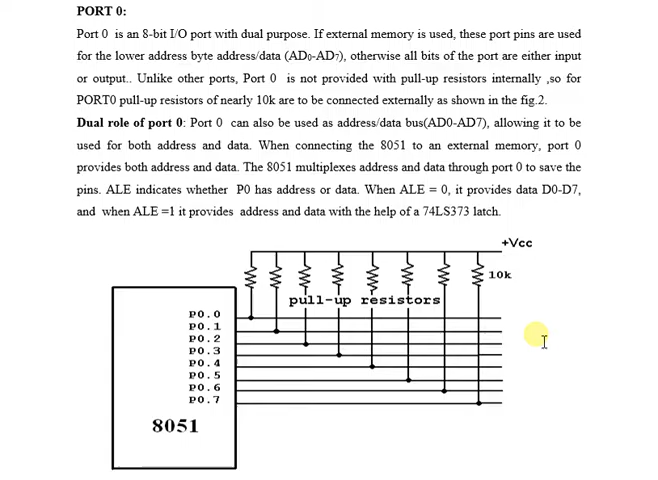 PORT 0:
Port 0 is an 8-bit I/O port with dual purpose. If external memory is used, these port pins are used
for the lower address byte address/data (AD0-AD7), otherwise all bits of the port are either input
or output.. Unlike other ports, Port 0 is not provided with pull-up resistors internally ,so for
PORT0 pull-up resistors of nearly 10k are to be connected externally as shown in the fig.2.
Dual role of port 0: Port 0 can also be used as address/data bus(AD0-AD7), allowing it to be
used for both address and data. When connecting the 8051 to an external memory, port 0
provides both address and data. The 8051 multiplexes address and data through port 0 to save the
pins. ALE indicates whether P0 has address or data. When ALE = 0, it provides data D0-D7,
and when ALE =1 it provides address and data with the help of a 74LS373 latch.
+Vcc
10k
pull-up resistors
P0.0
P0.1
P0.2
P0.3
P0.4
P0.5
P0.6
P0.7
8051